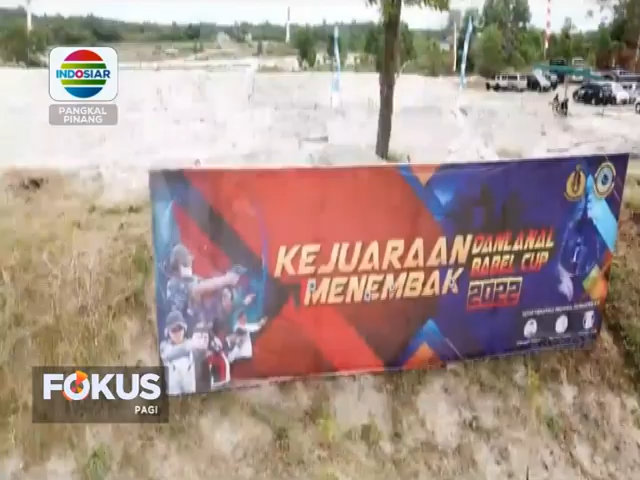 INDOSIAR
PANGKAL
PINANG
KEJUARAAN
MENEMBAK
DANLANAL
BABEL CUP
2022
FOKUS
PAGI